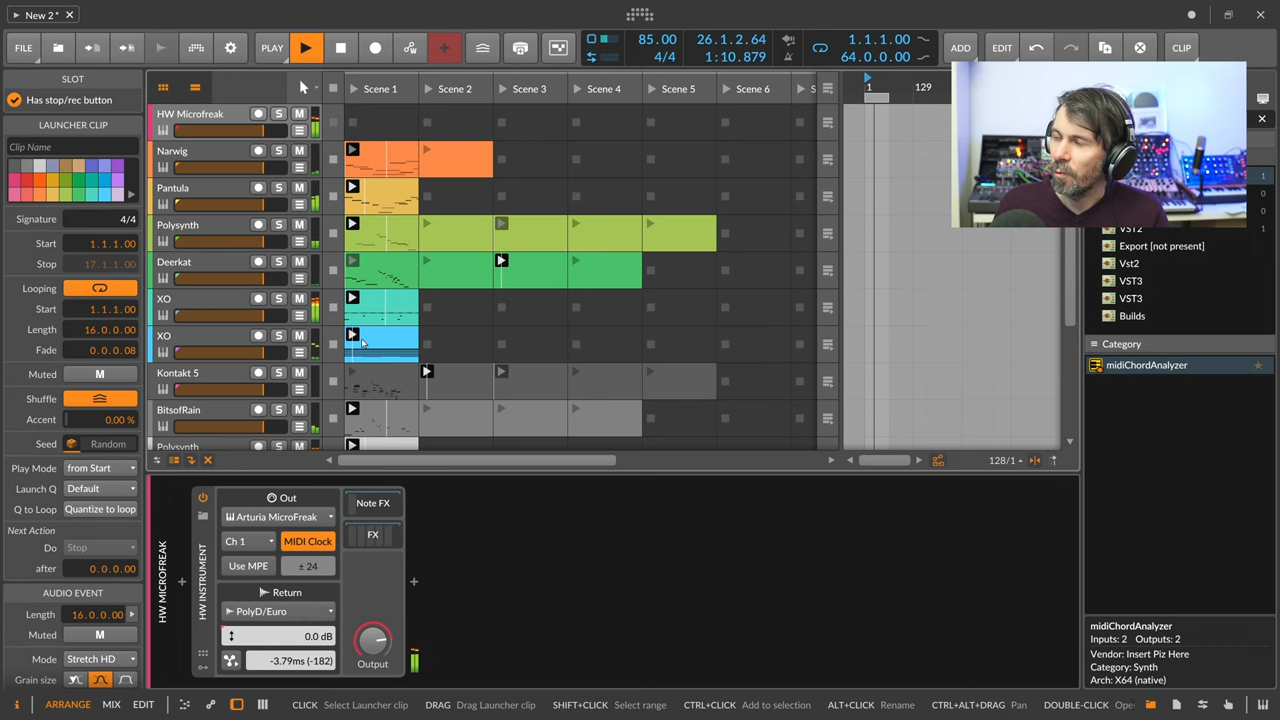 New 2*
FILE
PLAY
85.00
4/4
26.1.2.64
1:10.879
1.1.1.00
64.0.0.00
ADD
EDIT
CLIP
SLOT
Has stop/rec button
LAUNCHER CLIP
Clip Name
Signature 4/4
Start 1.1.1.00
Stop 17.1.1.00
Looping
Start 1.1.1.00
Length 16.0.0.00
Fade 0.0.0.08
Muted M
Shuffle
Accent 0.00 %
Seed Random
Play Mode from Start
Launch Q Default
Q to Loop Quantize to loop
Next Action
Do Stop
after 0.0.0.00
AUDIO EVENT
Length 16.0.0.00
Muted M
Mode Stretch HD
Grain size
Scene 1
Scene 2
Scene 3
Scene 4
Scene 5
Scene 6
S
HW Microfreak S M
Narwig S M
Pantula S M
Polysynth S M
Deerkat S M
XO S M
XO S M
Kontakt 5 S M
BitsofRain S M
Polysynth
1
129
128/1
HW MICROFREAK
HW INSTRUMENT
Out
Arturia MicroFreak
Ch 1
MIDI Clock
Use MPE
± 24
Return
PolyD/Euro
0.0 dB
-3.79ms (-182)
Note FX
FX
Output
1
1
VST2
Export [not present] 1
Vst2
VST3
VST3
Builds
Category
midiChordAnalyzer
midiChordAnalyzer
Inputs: 2 Outputs: 2
Vendor: Insert Piz Here
Category: Synth
Arch: X64 (native)
ARRANGE
MIX
EDIT
CLICK Select Launcher clip
DRAG Drag Launcher clip
SHIFT+CLICK Select range
CTRL+CLICK Add to selection
ALT+CLICK Rename
CTRL+ALT+DRAG Pan
DOUBLE-CLICK